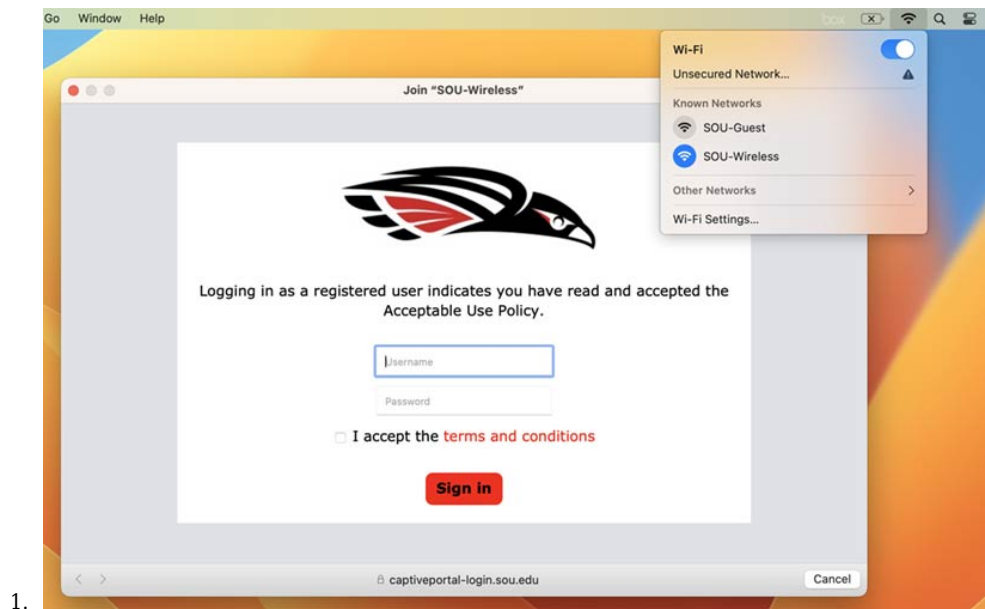 Go Window Help box
Wi-Fi
Unsecured Network...
Known Networks
SOU-Guest
SOU-Wireless
Other Networks
Wi-Fi Settings...
Join "SOU-Wireless"
Logging in as a registered user indicates you have read and accepted the
Acceptable Use Policy.
Username
Password
I accept the terms and conditions
Sign in
captiveportal-login.sou.edu
Cancel
1.